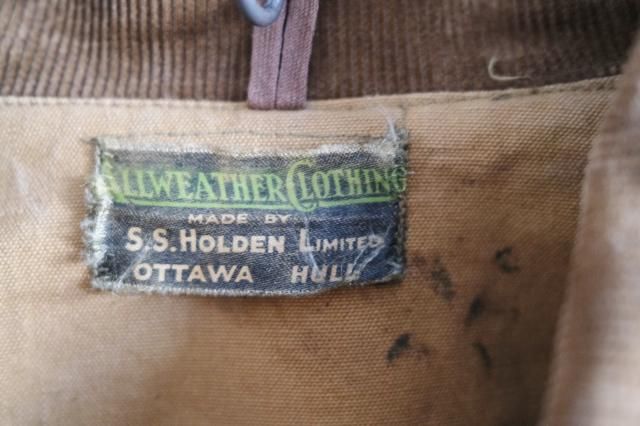 ALLWEATHER CLOTHING
MADE BY
S.S. HOLDEN LIMITED
OTTAWA HULL